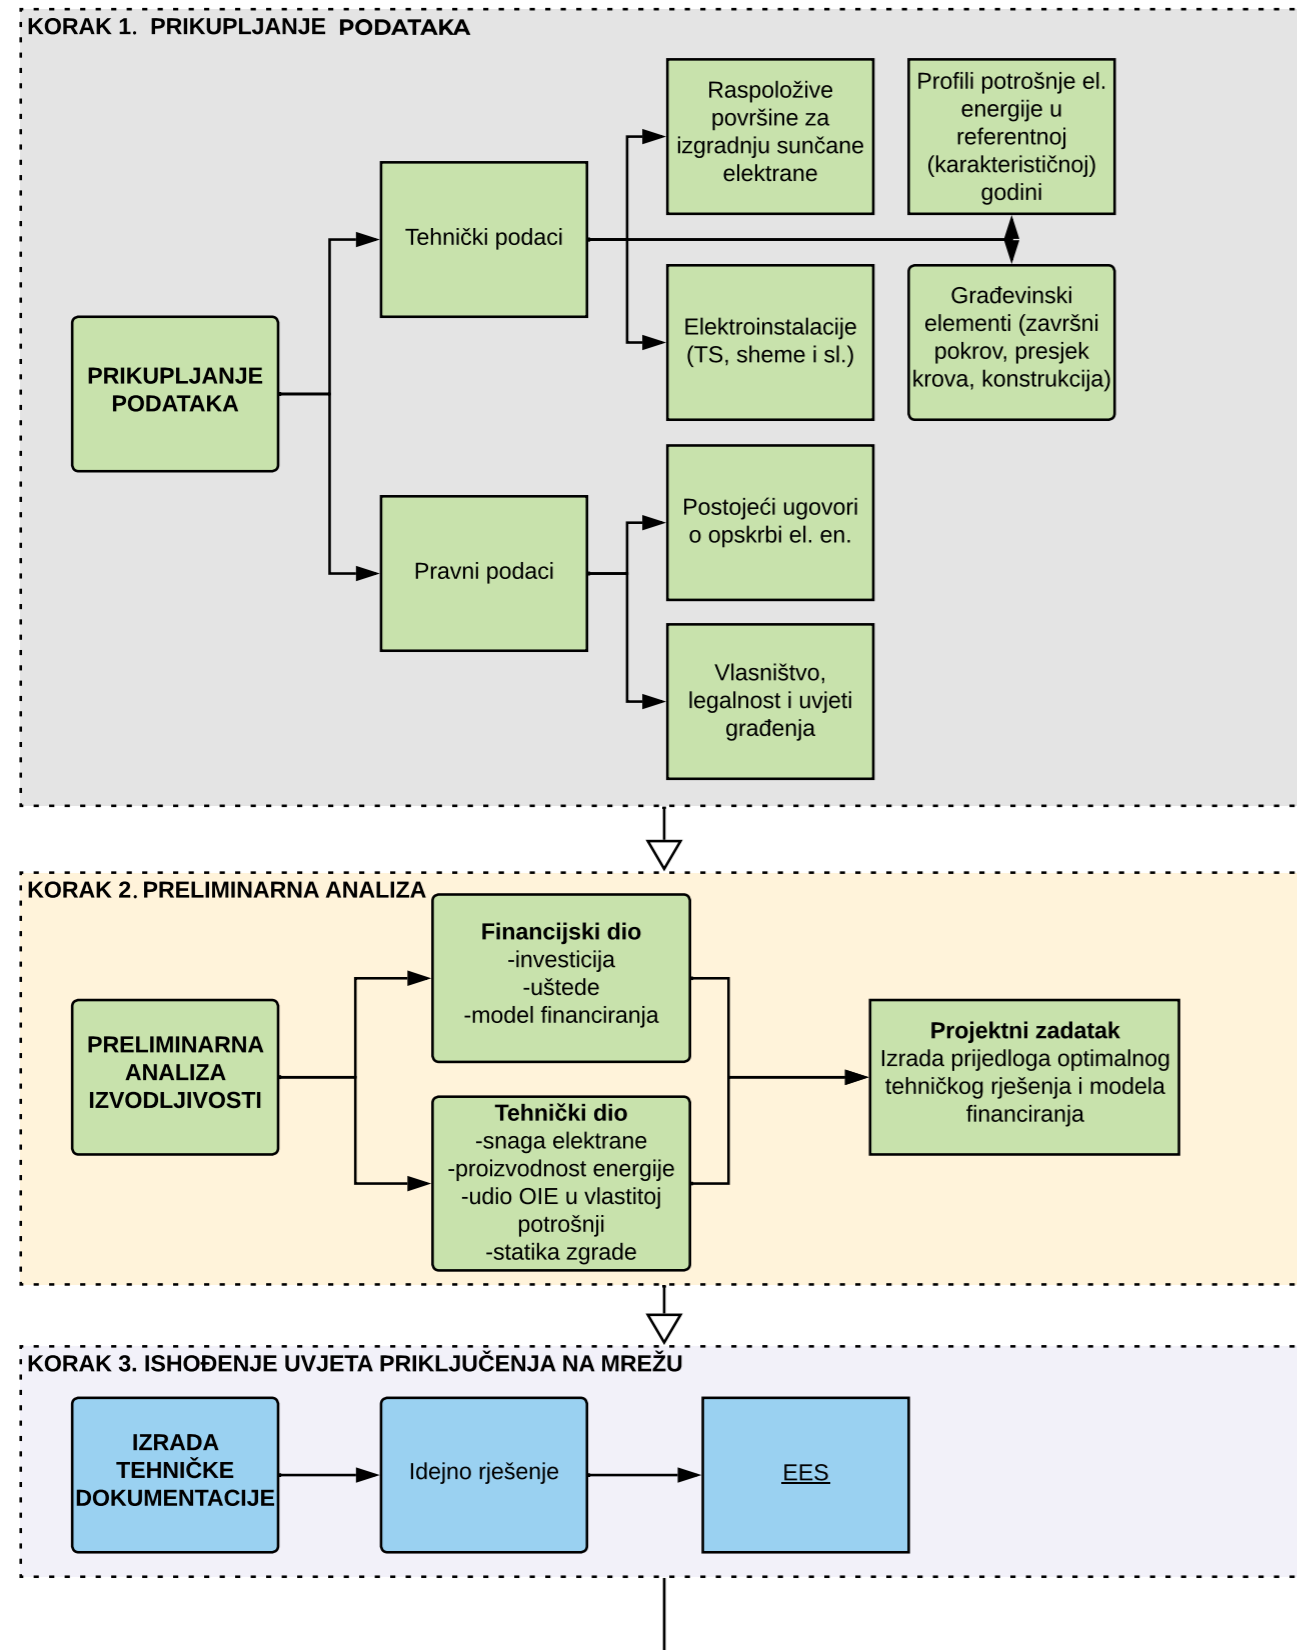 KORAK 1. PRIKUPLJANJE PODATAKA
Raspoložive
površine za
izgradnju sunčane
elektrane
Profili potrošnje el.
energije u
referentnoj
(karakterističnoj)
godini
Tehnički podaci
Elektroinstalacije
(TS, sheme i sl.)
Građevinski
elementi (završni
pokrov, presjek
krova, konstrukcija)
PRIKUPLJANJE
PODATAKA
Pravni podaci
Postojeći ugovori
o opskrbi el. en.
Vlasništvo,
legalnost i uvjeti
građenja
KORAK 2. PRELIMINARNA ANALIZA
PRELIMINARNA
ANALIZA
IZVODLJIVOSTI
Financijski dio
-investicija
-uštede
-model financiranja
Tehnički dio
-snaga elektrane
-proizvodnost energije
-udio OIE u vlastitoj
potrošnji
-statika zgrade
Projektni zadatak
Izrada prijedloga optimalnog
tehničkog rješenja i modela
financiranja
KORAK 3. ISHOĐENJE UVJETA PRIKLJUČENJA NA MREŽU
IZRADA
TEHNIČKE
DOKUMENTACIJE
Idejno rješenje
EES